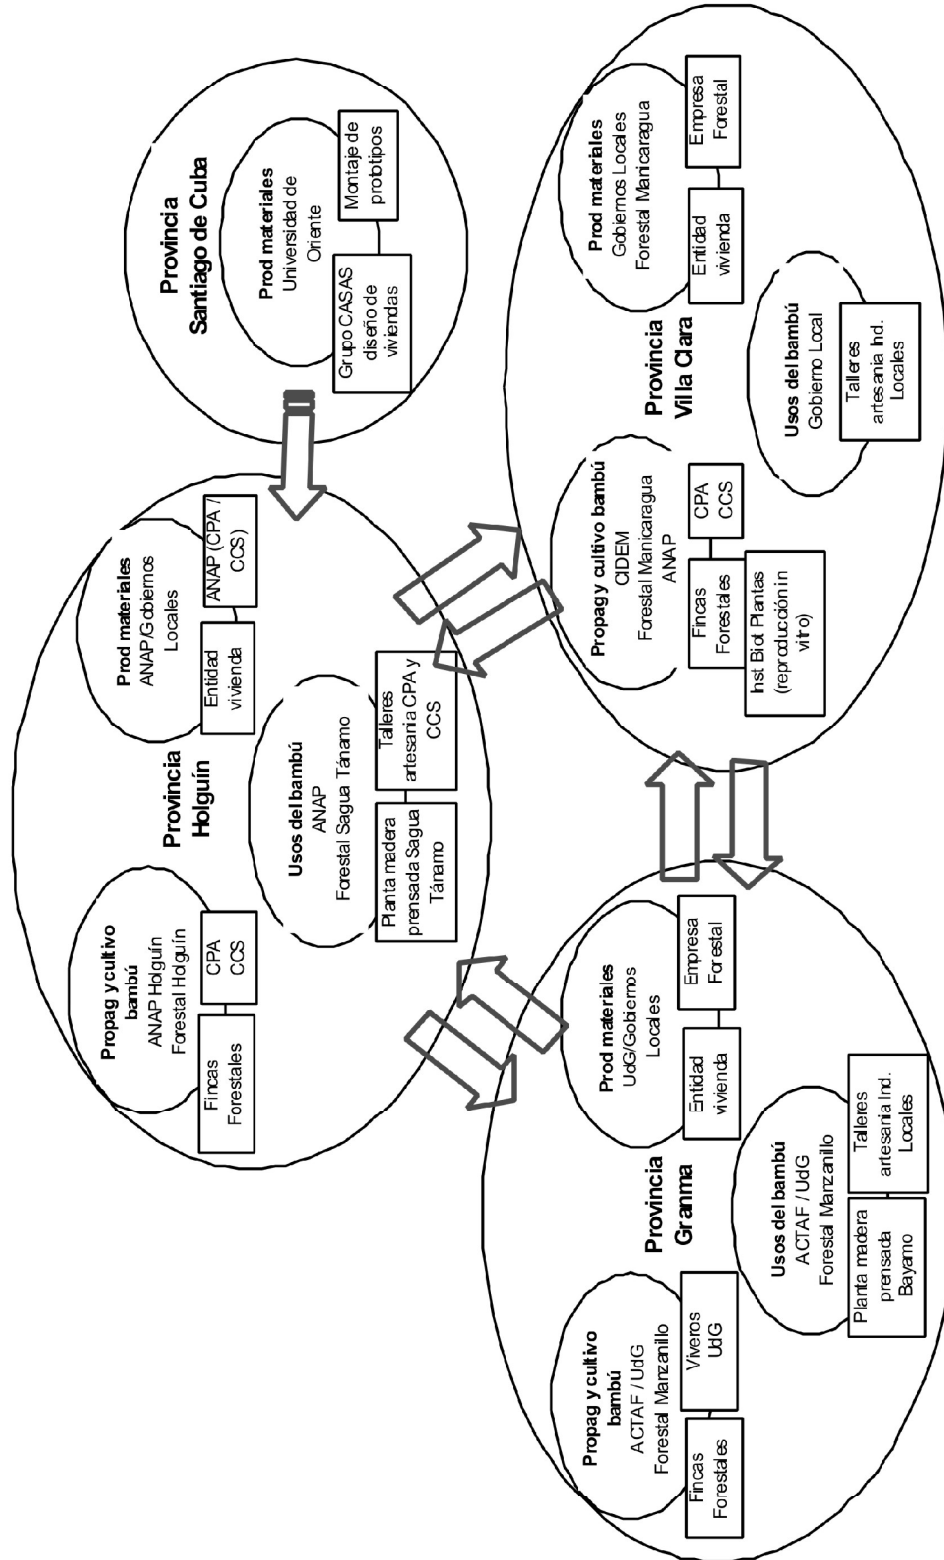 Provincia
Holguín
Propag y cultivo
bambú
ANAP Holguín
Forestal Holguín
Fincas
Forestales
CPA
CCS
Prod materiales
ANAP/Gobiernos
Locales
Entidad
vivienda
ANAP (CPA /
CCS)
Usos del bambú
ANAP
Forestal Sagua Tánamo
Planta madera
prensada Sagua
Tánamo
Talleres
artesania CPA y
CCS
Provincia
Santiago de Cuba
Prod materiales
Universidad de
Oriente
Grupo CASAS
diseño de
viviendas
Montaje de
prototipos
Provincia
Granma
Propag y cultivo
bambú
ACTAF / UdG
Forestal Manzanillo
Fincas
Forestales
Viveros
UdG
Prod materiales
UdG/Gobiernos
Locales
Entidad
vivienda
Empresa
Forestal
Usos del bambú
ACTAF / UdG
Forestal Manzanillo
Planta madera
prensada
Bayamo
Talleres
artesania Ind.
Locales
Provincia
Villa Clara
Propag y cultivo bambú
CIDEM
Forestal Manicaragua
ANAP
Fincas
Forestales
CPA
CCS
Inst Biot Plantas
(reproducción in
vitro)
Prod materiales
Gobiernos Locales
Forestal Manicaragua
Entidad
vivienda
Empresa
Forestal
Usos del bambú
Gobierno Local
Talleres
artesania Ind.
Locales